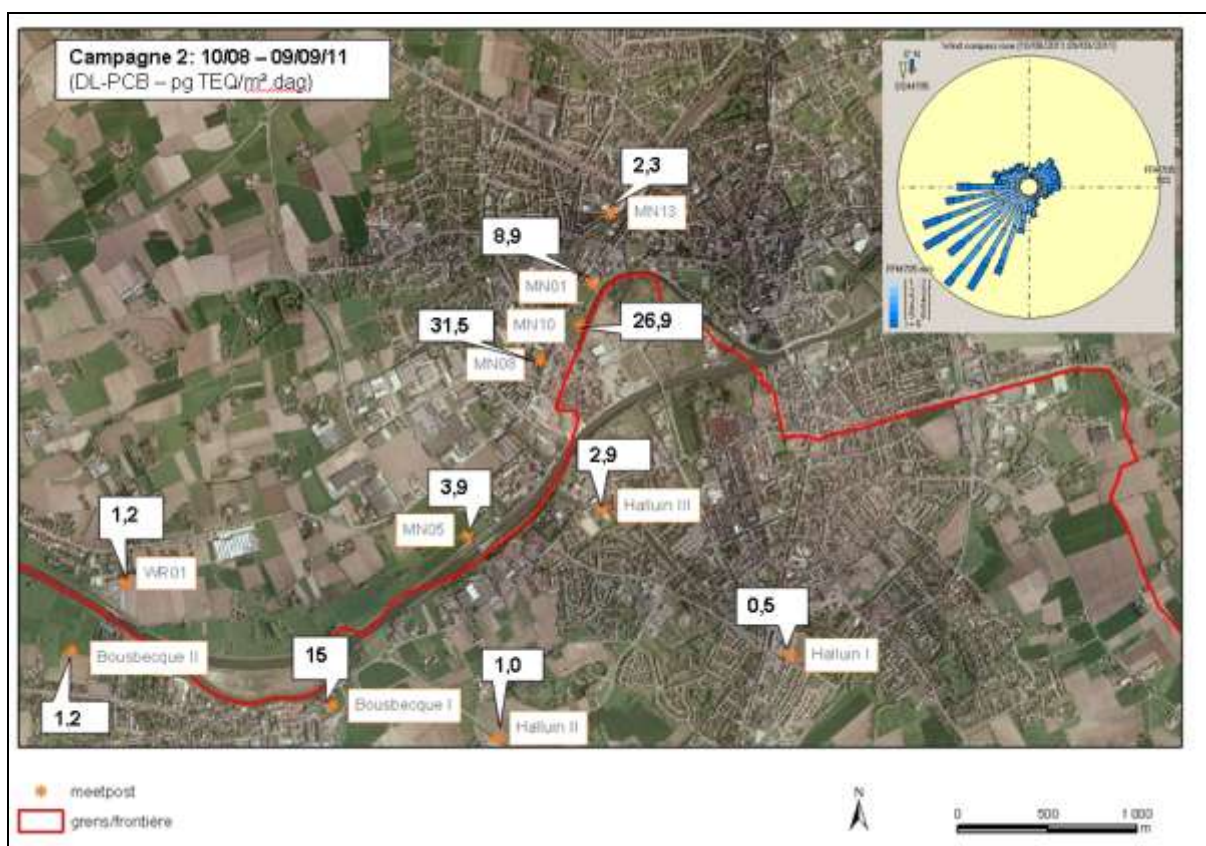 Campagne 2: 10/08 – 09/09/11
(DL-PCB – pg TEQ/m².dag)
2,3
MN13
8,9
MN01
MN10
26,9
31,5
MN08
2,9
Halluin III
3,9
MN05
1,2
WR01
0,5
Halluin I
Bousbecque II
15
Bousbecque I
1,0
Halluin II
1.2
meetpost
grens/frontière
N
0 500 1 000
m